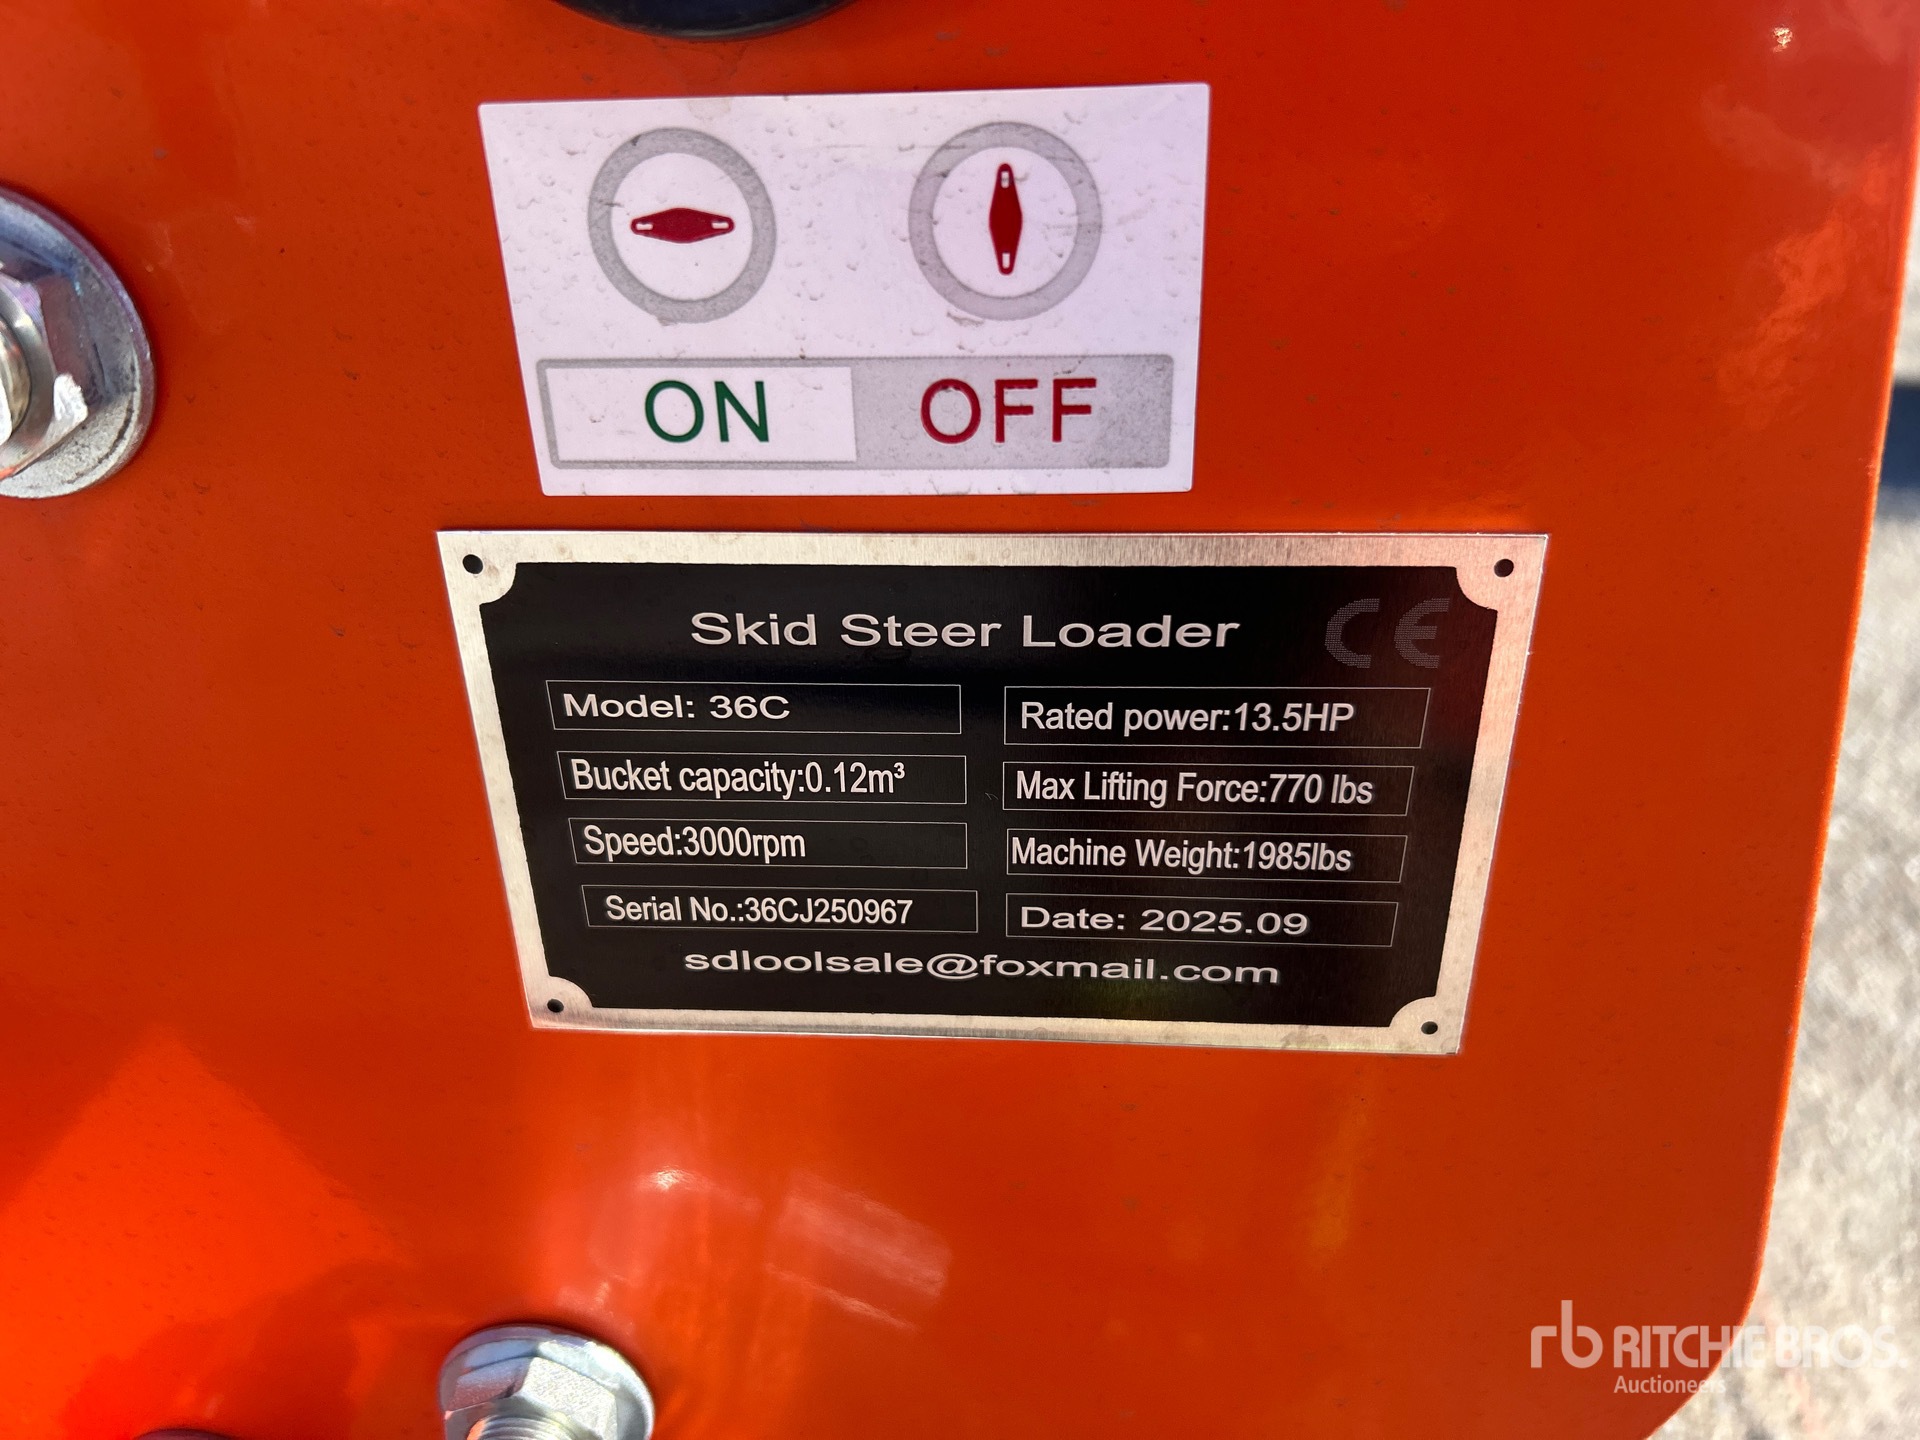 ON OFF
Skid Steer Loader CE
Model: 36C
Rated power:13.5HP
Bucket capacity:0.12m³
Max Lifting Force:770 lbs
Speed:3000rpm
Machine Weight:1985lbs
Serial No.:36CJ250967
Date: 2025.09
sdloolsale@foxmail.com
rb RITCHIE BROS.
Auctioneers